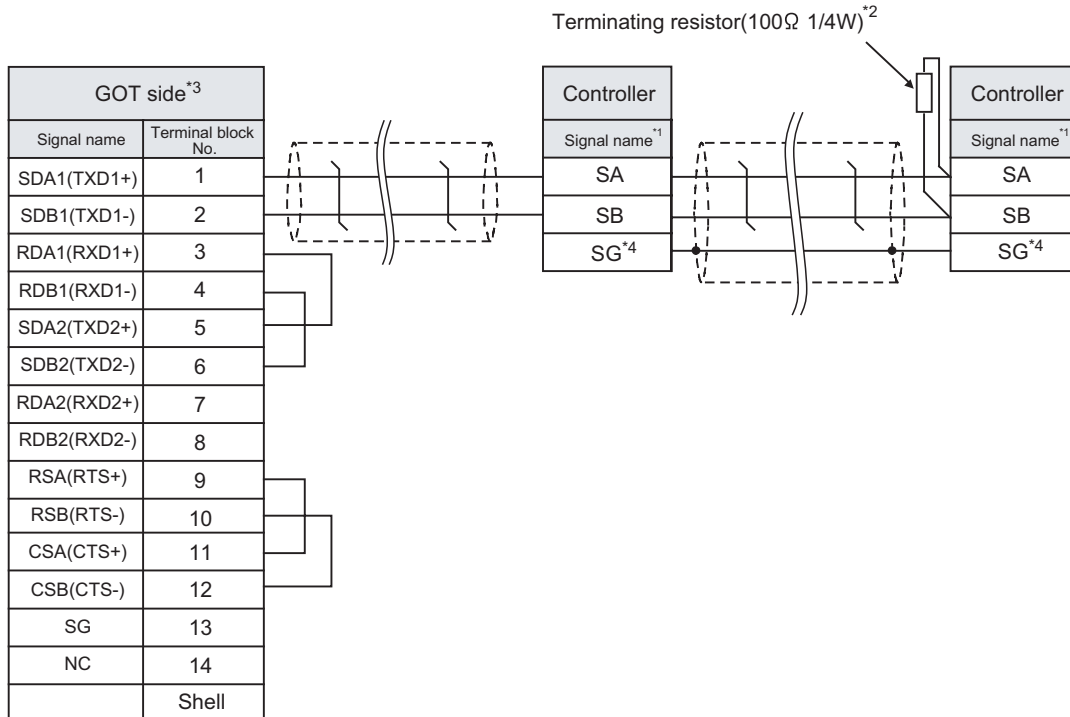 Terminating resistor(100Ω 1/4W)*2
GOT side*3
Signal name Terminal block No.
SDA1(TXD1+) 1
SDB1(TXD1-) 2
RDA1(RXD1+) 3
RDB1(RXD1-) 4
SDA2(TXD2+) 5
SDB2(TXD2-) 6
RDA2(RXD2+) 7
RDB2(RXD2-) 8
RSA(RTS+) 9
RSB(RTS-) 10
CSA(CTS+) 11
CSB(CTS-) 12
SG 13
NC 14
Shell
Controller
Signal name*1
SA
SB
SG*4
Controller
Signal name*1
SA
SB
SG*4